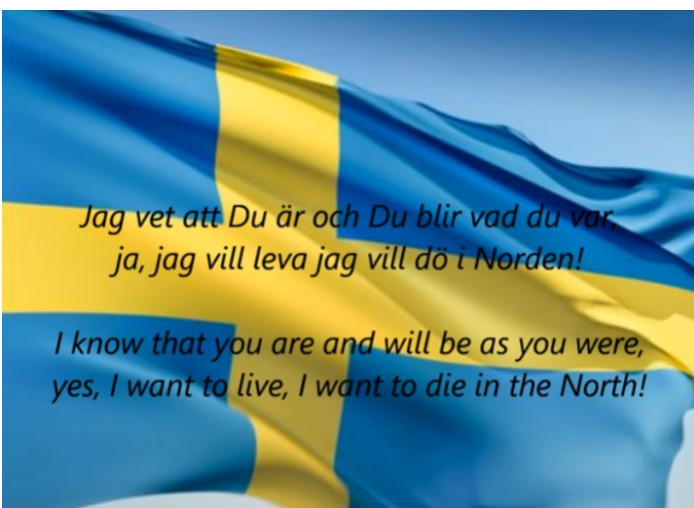 Jag vet att Du är och Du blir vad du var,
ja, jag vill leva jag vill dö i Norden!
I know that you are and will be as you were,
yes, I want to live, I want to die in the North!